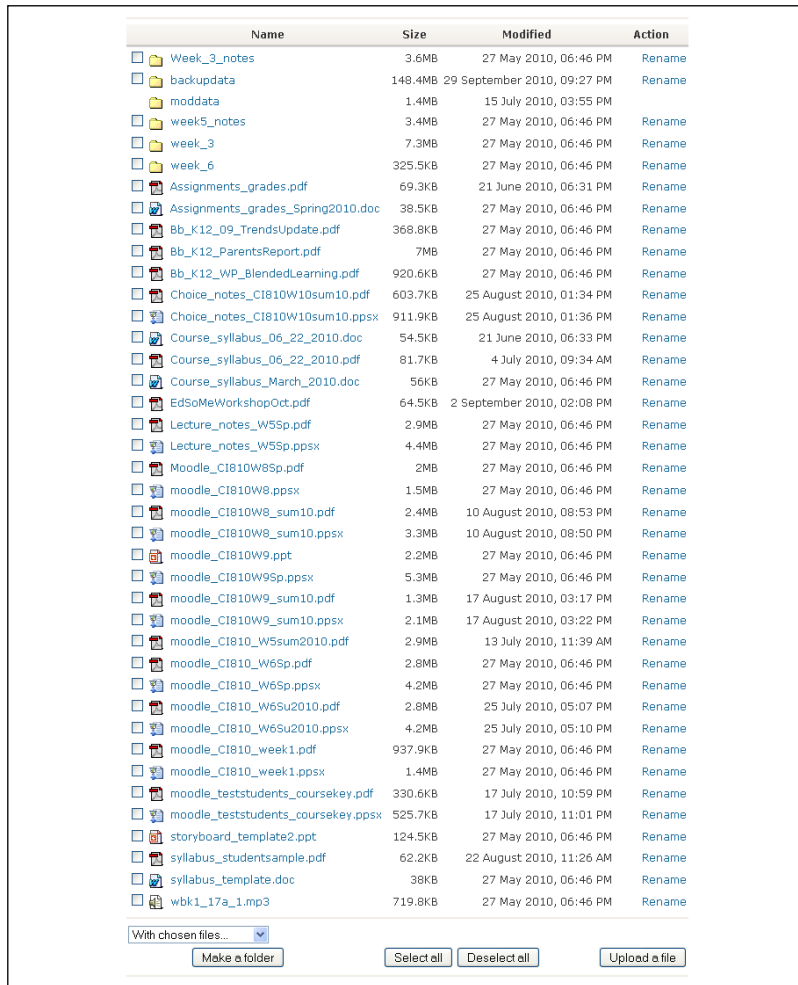 Name Size Modified Action
Week_3_notes 3.6MB 27 May 2010, 06:46 PM Rename
backupdata 148.4MB 29 September 2010, 09:27 PM Rename
moddata 1.4MB 15 July 2010, 03:55 PM
week5_notes 3.4MB 27 May 2010, 06:46 PM Rename
week_3 7.3MB 27 May 2010, 06:46 PM Rename
week_6 325.5KB 27 May 2010, 06:46 PM Rename
Assignments_grades.pdf 69.3KB 21 June 2010, 06:31 PM Rename
Assignments_grades_Spring2010.doc 38.5KB 27 May 2010, 06:46 PM Rename
Bb_K12_09_TrendsUpdate.pdf 368.8KB 27 May 2010, 06:46 PM Rename
Bb_K12_ParentsReport.pdf 7MB 27 May 2010, 06:46 PM Rename
Bb_K12_WP_BlendedLearning.pdf 920.6KB 27 May 2010, 06:46 PM Rename
Choice_notes_CI810W10sum10.pdf 603.7KB 25 August 2010, 01:34 PM Rename
Choice_notes_CI810W10sum10.ppsx 911.9KB 25 August 2010, 01:36 PM Rename
Course_syllabus_06_22_2010.doc 54.5KB 21 June 2010, 06:33 PM Rename
Course_syllabus_06_22_2010.pdf 81.7KB 4 July 2010, 09:34 AM Rename
Course_syllabus_March_2010.doc 56KB 27 May 2010, 06:46 PM Rename
EdSoMeWorkshopOct.pdf 64.5KB 2 September 2010, 02:08 PM Rename
Lecture_notes_W5Sp.pdf 2.9MB 27 May 2010, 06:46 PM Rename
Lecture_notes_W5Sp.ppsx 4.4MB 27 May 2010, 06:46 PM Rename
Moodle_CI810W8Sp.pdf 2MB 27 May 2010, 06:46 PM Rename
moodle_CI810W8.ppsx 1.5MB 27 May 2010, 06:46 PM Rename
moodle_CI810W8_sum10.pdf 2.4MB 10 August 2010, 08:53 PM Rename
moodle_CI810W8_sum10.ppsx 3.3MB 10 August 2010, 08:50 PM Rename
moodle_CI810W9.ppt 2.2MB 27 May 2010, 06:46 PM Rename
moodle_CI810W9Sp.ppsx 5.3MB 27 May 2010, 06:46 PM Rename
moodle_CI810W9_sum10.pdf 1.3MB 17 August 2010, 03:17 PM Rename
moodle_CI810W9_sum10.ppsx 2.1MB 17 August 2010, 03:22 PM Rename
moodle_CI810_W5sum2010.pdf 2.9MB 13 July 2010, 11:39 AM Rename
moodle_CI810_W6Sp.pdf 2.8MB 27 May 2010, 06:46 PM Rename
moodle_CI810_W6Sp.ppsx 4.2MB 27 May 2010, 06:46 PM Rename
moodle_CI810_W6Su2010.pdf 2.8MB 25 July 2010, 05:07 PM Rename
moodle_CI810_W6Su2010.ppsx 4.2MB 25 July 2010, 05:10 PM Rename
moodle_CI810_week1.pdf 937.9KB 27 May 2010, 06:46 PM Rename
moodle_CI810_week1.ppsx 1.4MB 27 May 2010, 06:46 PM Rename
moodle_teststudents_coursekey.pdf 330.6KB 17 July 2010, 10:59 PM Rename
moodle_teststudents_coursekey.ppsx 525.7KB 17 July 2010, 11:01 PM Rename
storyboard_template2.ppt 124.5KB 27 May 2010, 06:46 PM Rename
syllabus_studentsample.pdf 62.2KB 22 August 2010, 11:26 AM Rename
syllabus_template.doc 38KB 27 May 2010, 06:46 PM Rename
wbk1_17a_1.mp3 719.8KB 27 May 2010, 06:46 PM Rename
With chosen files...
Make a folder Select all Deselect all Upload a file